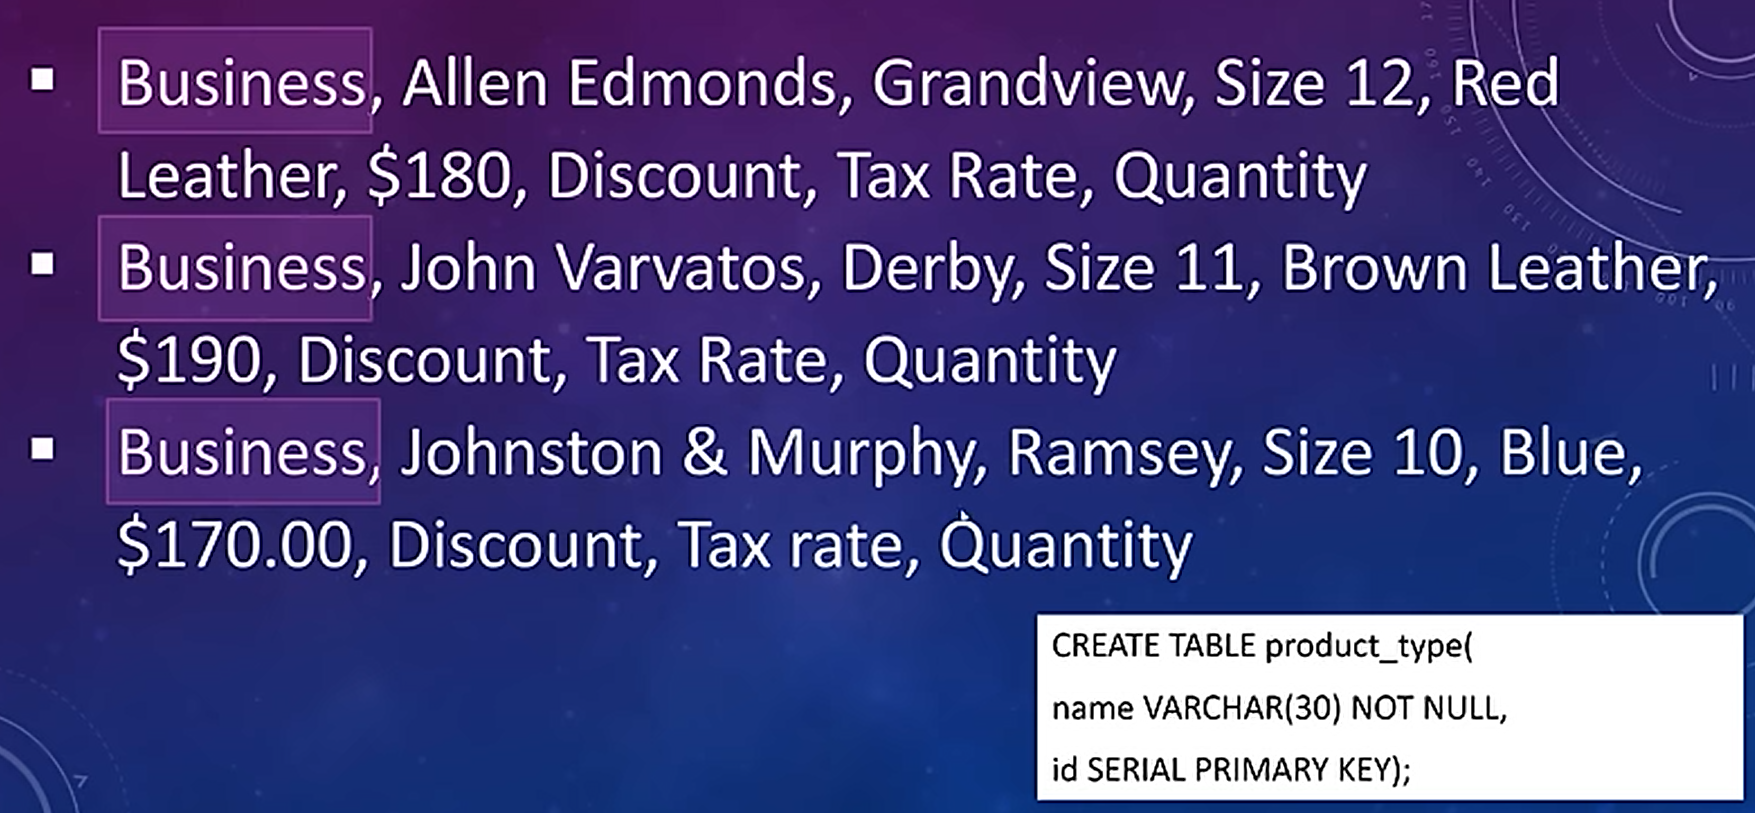 Business, Allen Edmonds, Grandview, Size 12, Red
Leather, $180, Discount, Tax Rate, Quantity
Business, John Varvatos, Derby, Size 11, Brown Leather,
$190, Discount, Tax Rate, Quantity
Business, Johnston & Murphy, Ramsey, Size 10, Blue,
$170.00, Discount, Tax rate, Quantity
CREATE TABLE product_type(
name VARCHAR(30) NOT NULL,
id SERIAL PRIMARY KEY);